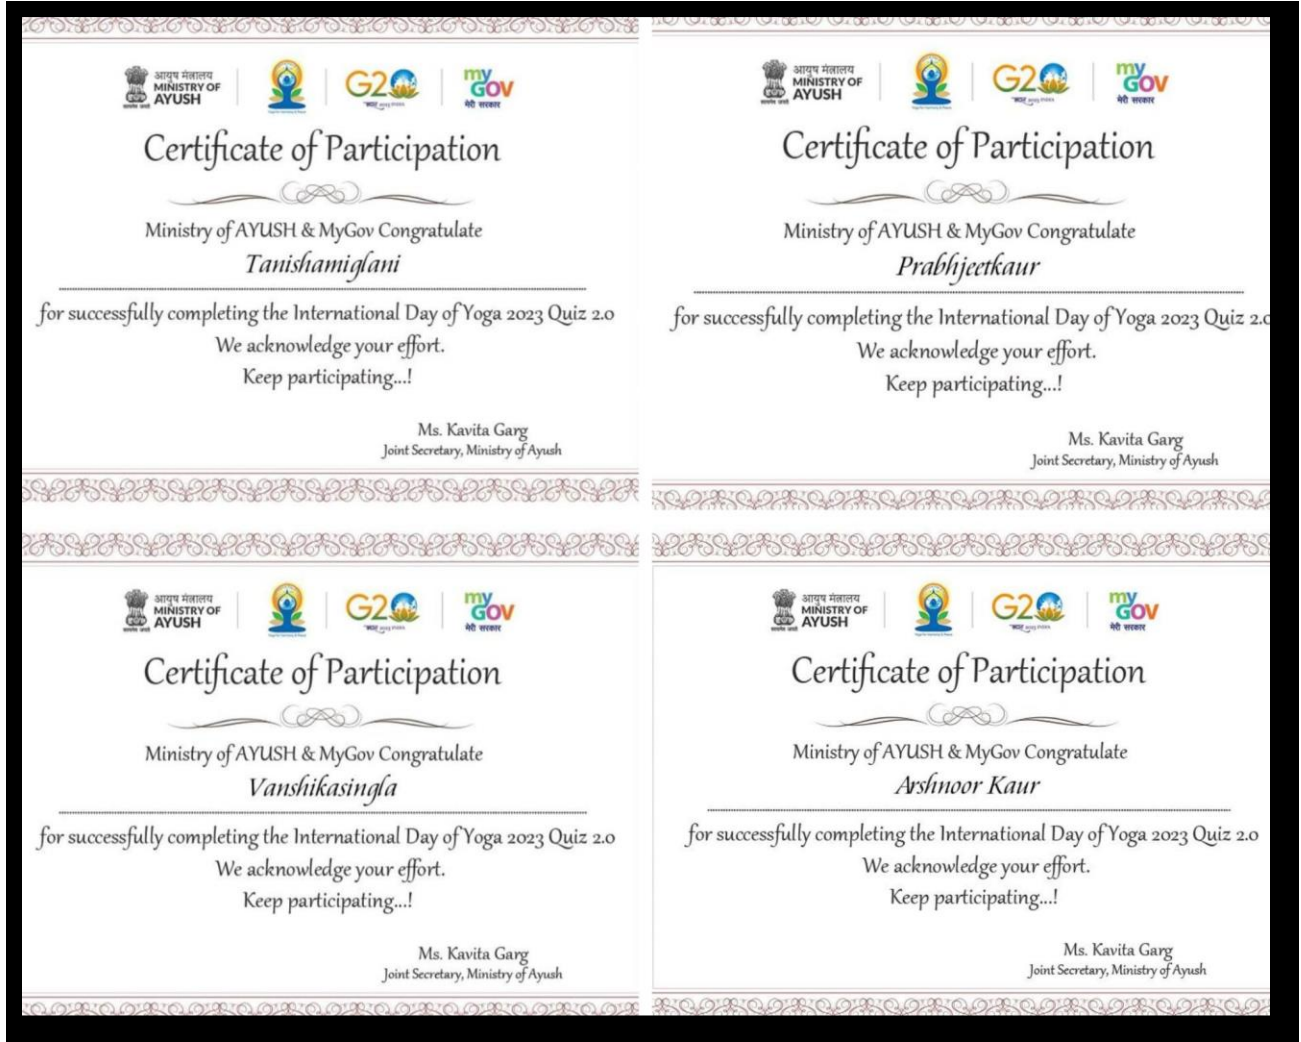 आयुष मंत्रालय
MINISTRY OF
AYUSH
G20
my
GOV
मेरी सरकार
Certificate of Participation
Ministry of AYUSH & MyGov Congratulate
Tanishamiglani
for successfully completing the International Day of Yoga 2023 Quiz 2.0
We acknowledge your effort.
Keep participating...!
Ms. Kavita Garg
Joint Secretary, Ministry of Ayush
आयुष मंत्रालय
MINISTRY OF
AYUSH
G20
my
GOV
मेरी सरकार
Certificate of Participation
Ministry of AYUSH & MyGov Congratulate
Prabhjeetkaur
for successfully completing the International Day of Yoga 2023 Quiz 2.0
We acknowledge your effort.
Keep participating...!
Ms. Kavita Garg
Joint Secretary, Ministry of Ayush
आयुष मंत्रालय
MINISTRY OF
AYUSH
G20
my
GOV
मेरी सरकार
Certificate of Participation
Ministry of AYUSH & MyGov Congratulate
Vanshikasingla
for successfully completing the International Day of Yoga 2023 Quiz 2.0
We acknowledge your effort.
Keep participating...!
Ms. Kavita Garg
Joint Secretary, Ministry of Ayush
आयुष मंत्रालय
MINISTRY OF
AYUSH
G20
my
GOV
मेरी सरकार
Certificate of Participation
Ministry of AYUSH & MyGov Congratulate
Arshnoor Kaur
for successfully completing the International Day of Yoga 2023 Quiz 2.0
We acknowledge your effort.
Keep participating...!
Ms. Kavita Garg
Joint Secretary, Ministry of Ayush